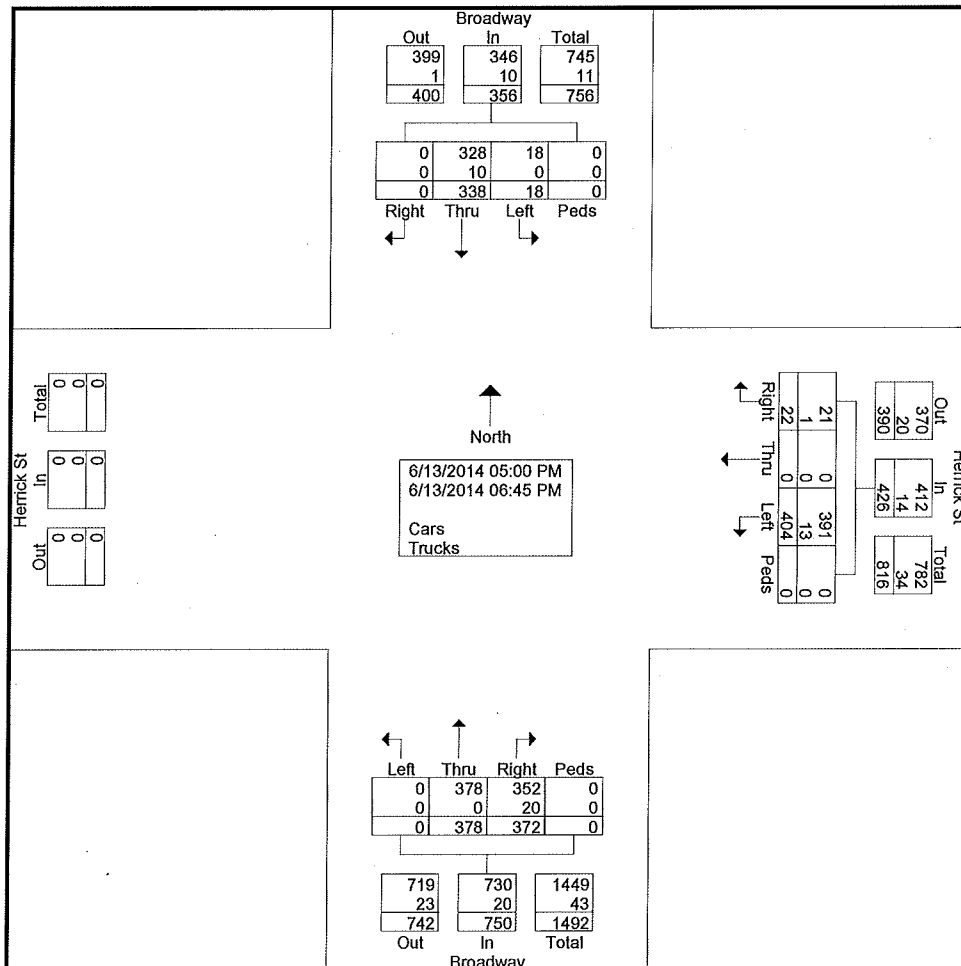 Broadway
Out In Total
399 346 745
1 10 11
400 356 756
0 328 18 0
0 10 0 0
0 338 18 0
Right Thru Left Peds
Total
0
0
0
In
0
0
0
Out
0
0
0
Herrick St
North
6/13/2014 05:00 PM
6/13/2014 06:45 PM
Cars
Trucks
Herrick St
Out In Total
370 412 782
20 14 34
390 426 816
21 0 391 0
1 0 13 0
22 0 404 0
Right Thru Left Peds
Left Thru Right Peds
0 378 352 0
0 0 20 0
0 378 372 0
719 730 1449
23 20 43
742 750 1492
Out In Total
Broadway